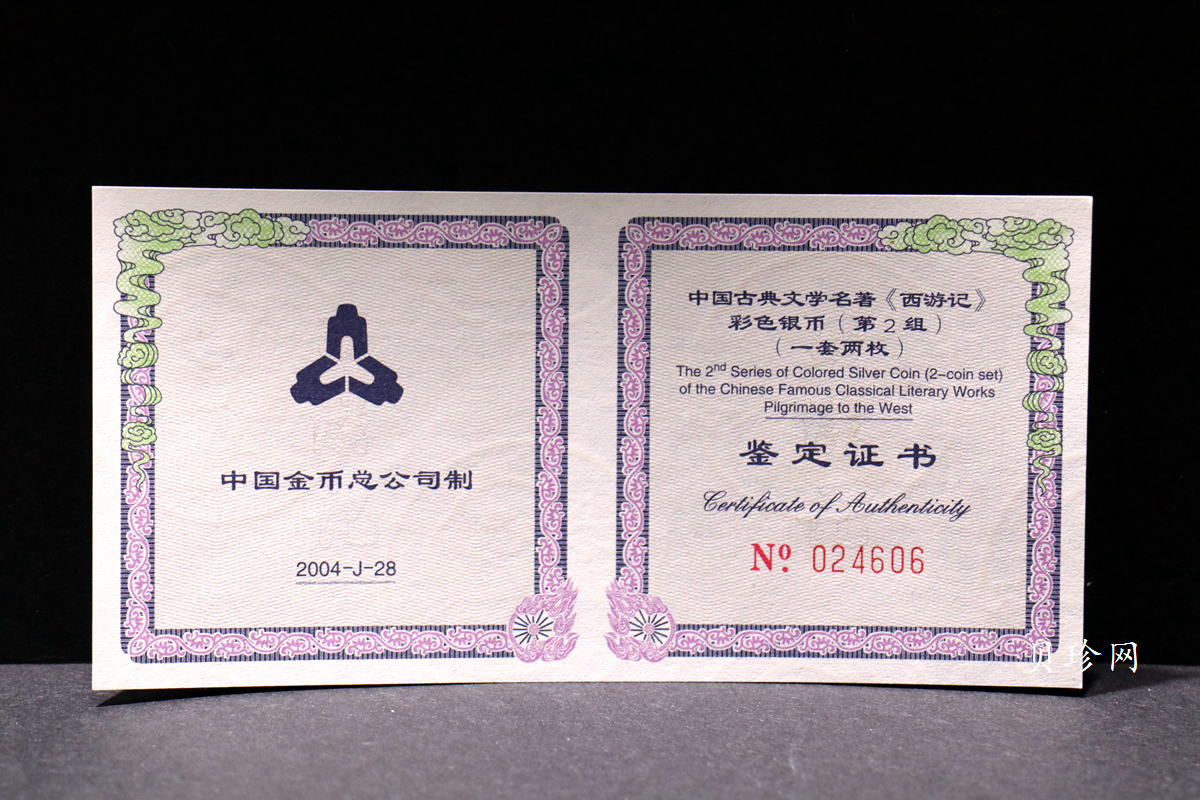 中国金币总公司制
2004-J-28
中国古典文学名著《西游记》
彩色银币（第2组）
（一套两枚）
The 2nd Series of Colored Silver Coin (2-coin set)
of the Chinese Famous Classical Literary Works
Pilgrimage to the West
鉴定证书
Certificate of Authenticity
Nº 024606
贝珍网